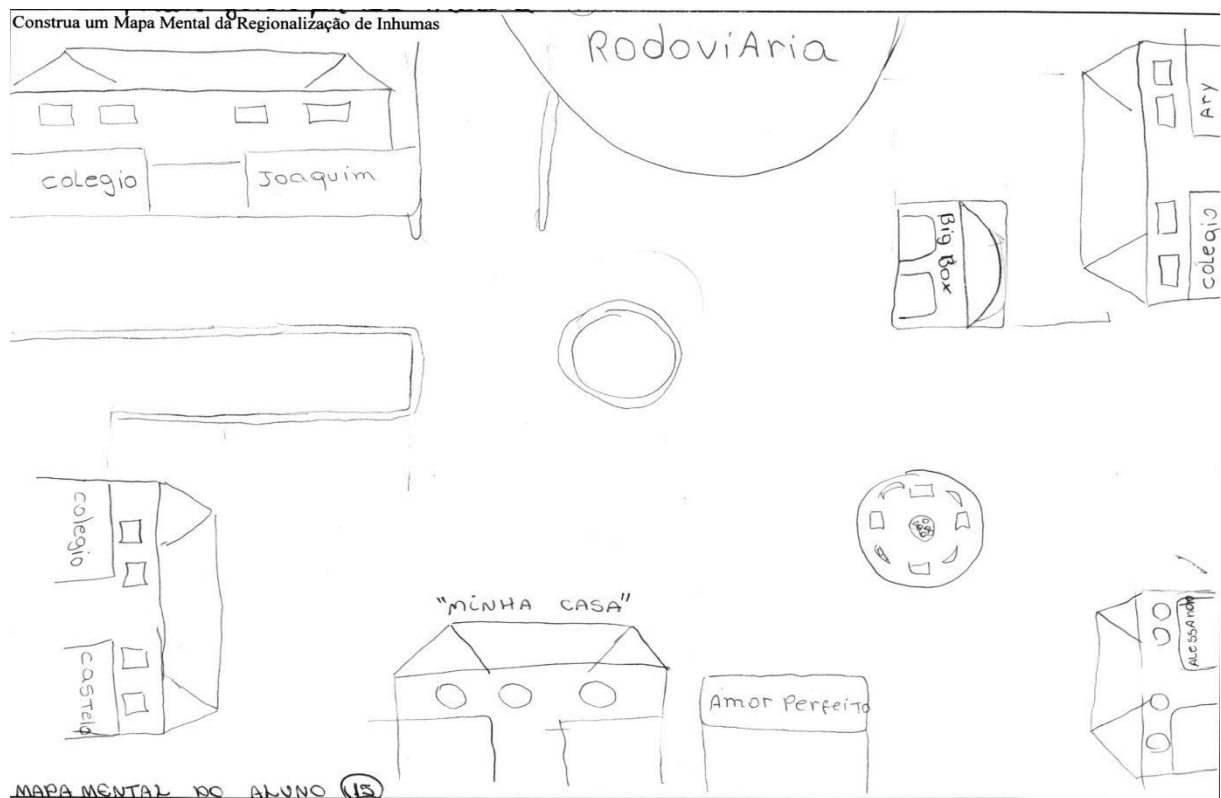 Construa um Mapa Mental da Regionalização de Inhumas
RodoviAria
Ary
colegio
Joaquim
Big Box
colegio
colegio
castelo
"MINHA CASA"
Amor Perfeito
ALESSAndro
MAPA MENTAL DO ALUNO 15